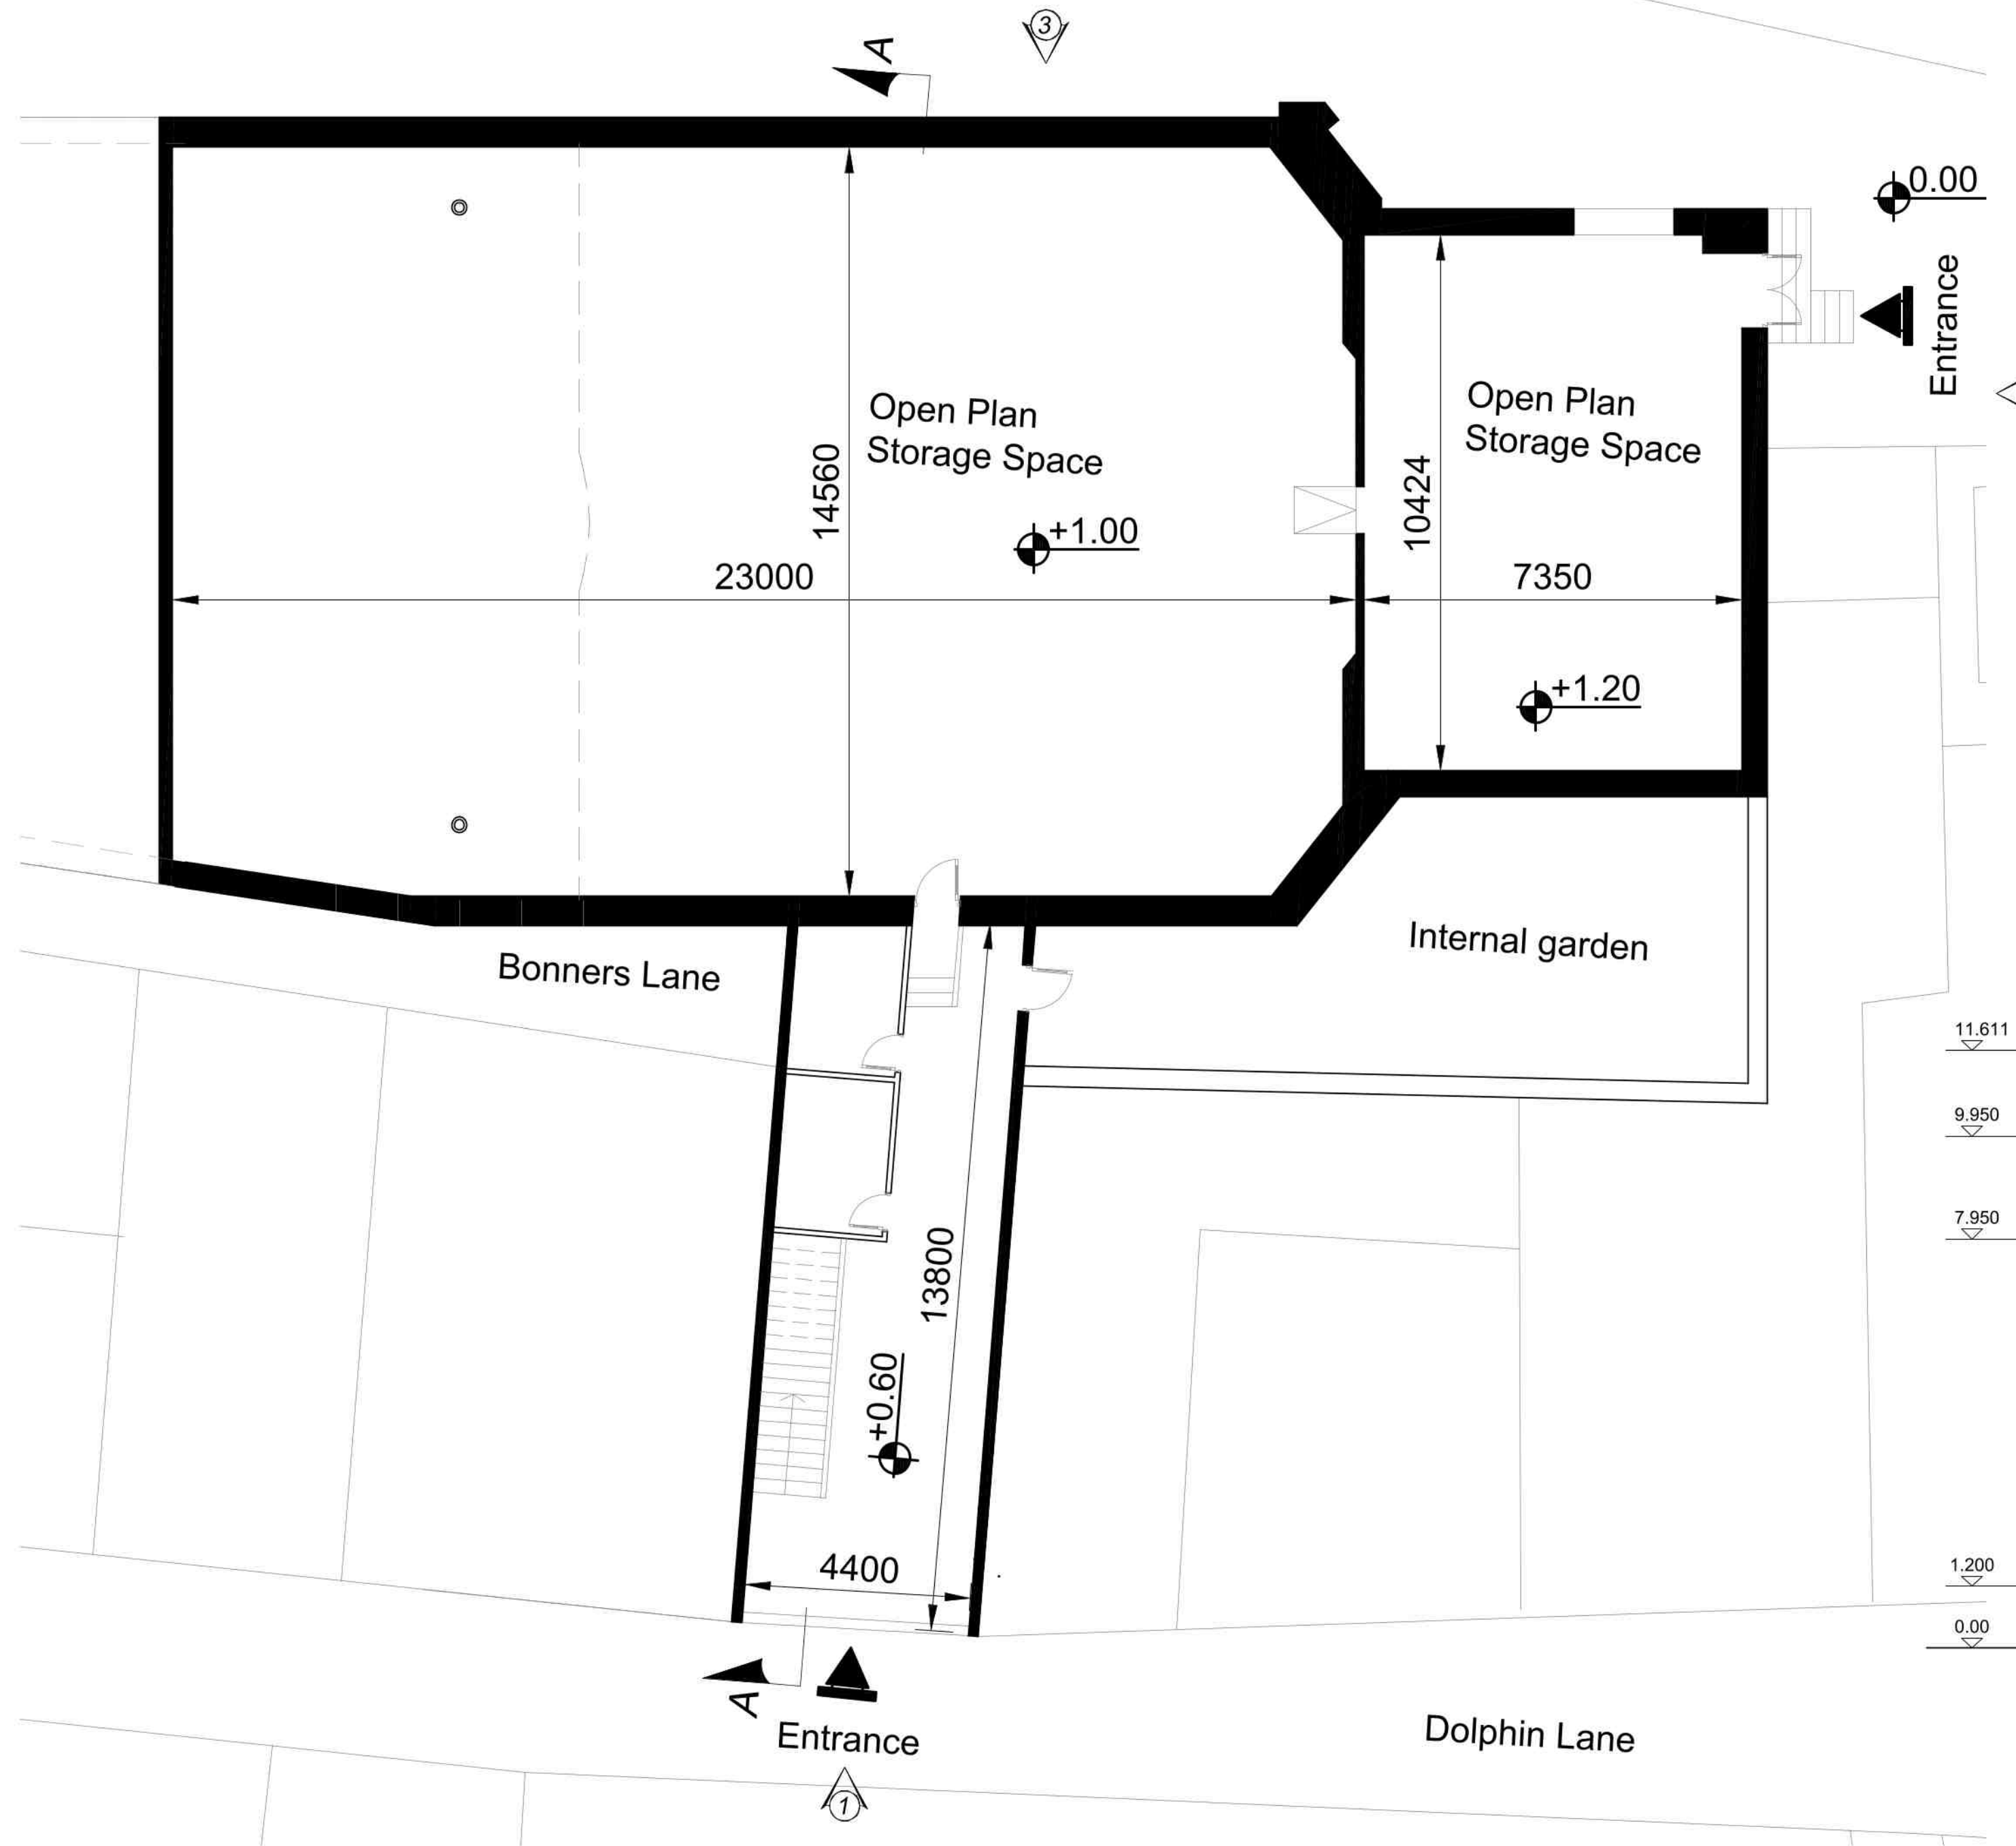 3
A
0.00
Entrance
Open Plan
Storage Space
Open Plan
Storage Space
14560
10424
+1.00
23000
7350
+1.20
Internal garden
Bonners Lane
11.611
9.950
7.950
13800
+0.60
4400
1.200
0.00
A
Entrance
Dolphin Lane
1